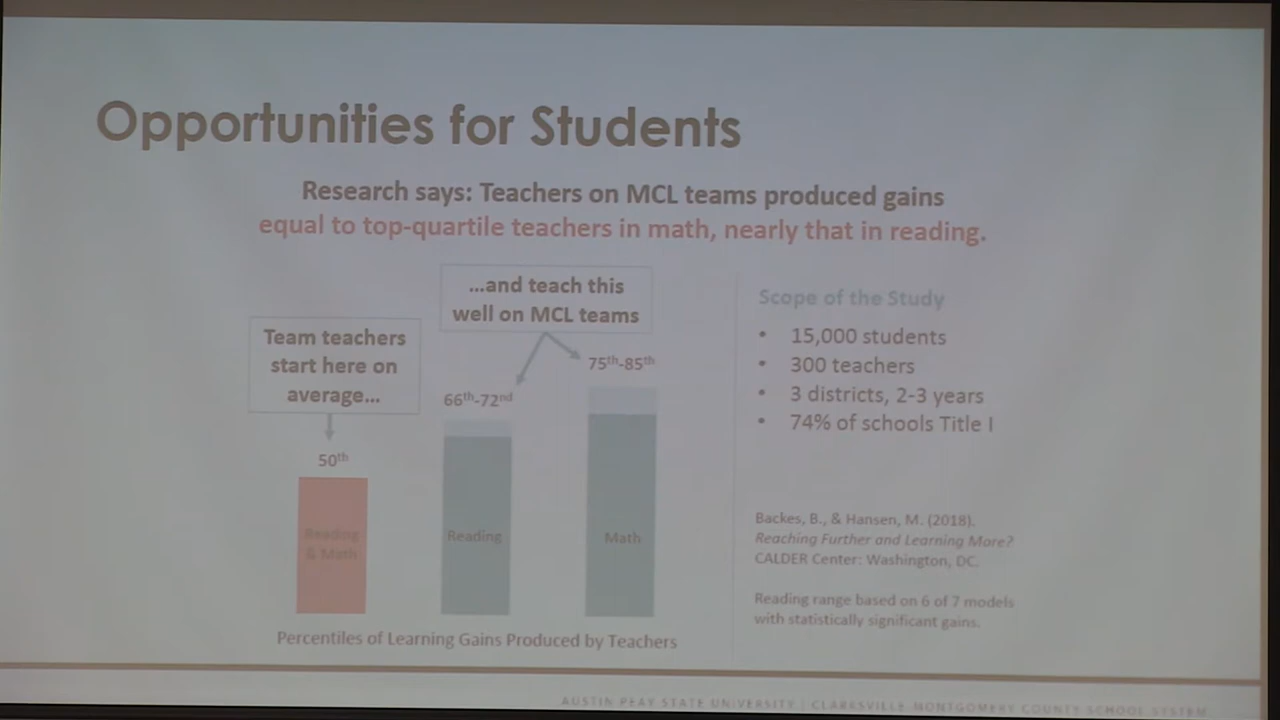 Opportunities for Students
Research says: Teachers on MCL teams produced gains
equal to top-quartile teachers in math, nearly that in reading.
...and teach this
well on MCL teams
Team teachers
start here on
average...
75th-85th
66th-72nd
50th
Reading
& Math
Reading
Math
Percentiles of Learning Gains Produced by Teachers
Scope of the Study
• 15,000 students
• 300 teachers
• 3 districts, 2-3 years
• 74% of schools Title I
Backes, B., & Hansen, M. (2018).
Reaching Further and Learning More?
CALDER Center: Washington, DC.
Reading range based on 6 of 7 models
with statistically significant gains.
AUSTIN PEAY STATE UNIVERSITY | CLARKSVILLE-MONTGOMERY COUNTY SCHOOL SYSTEM